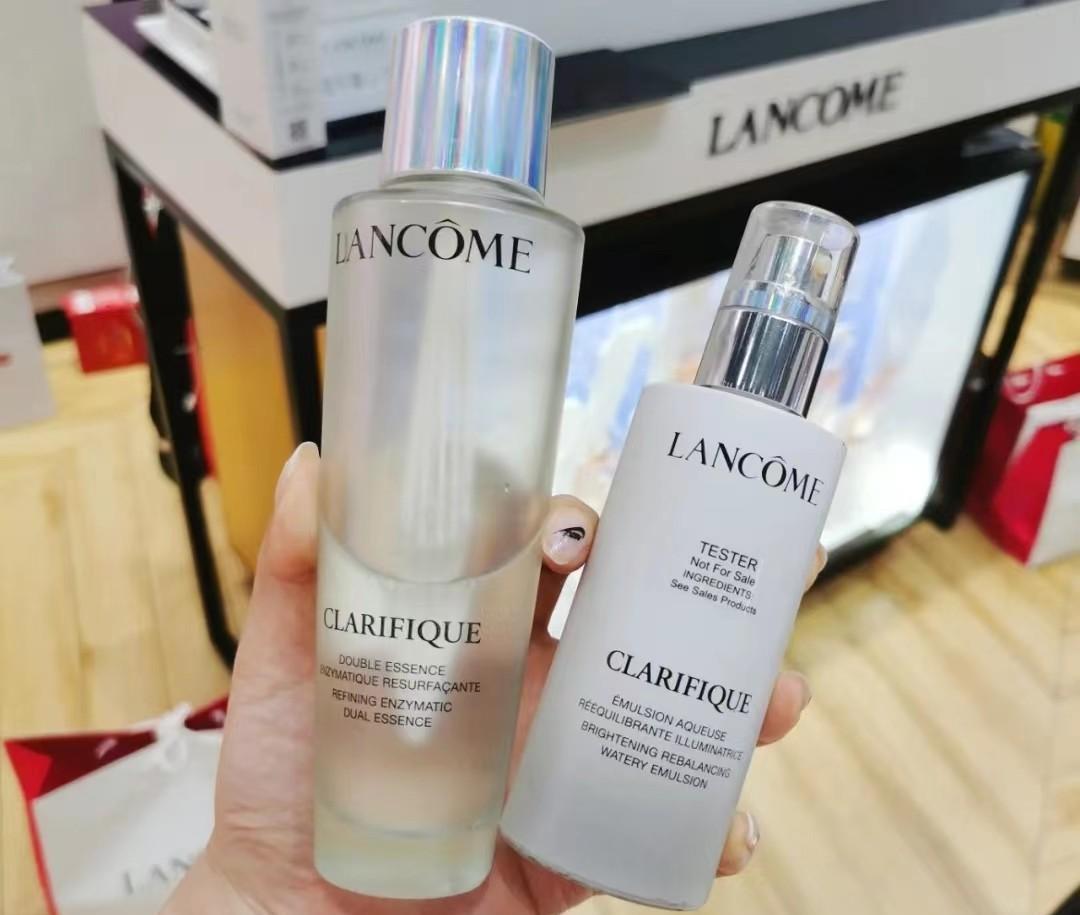 LANCOME
LANCÔME
CLARIFIQUE
DOUBLE ESSENCE
ENZYMATIQUE RESURFAÇANTE
REFINING ENZYMATIC
DUAL ESSENCE
LANCÔME
TESTER
Not For Sale
INGREDIENTS:
See Sales Products
CLARIFIQUE
ÉMULSION AQUEUSE
RÉÉQUILIBRANTE ILLUMINATRICE
BRIGHTENING REBALANCING
WATERY EMULSION